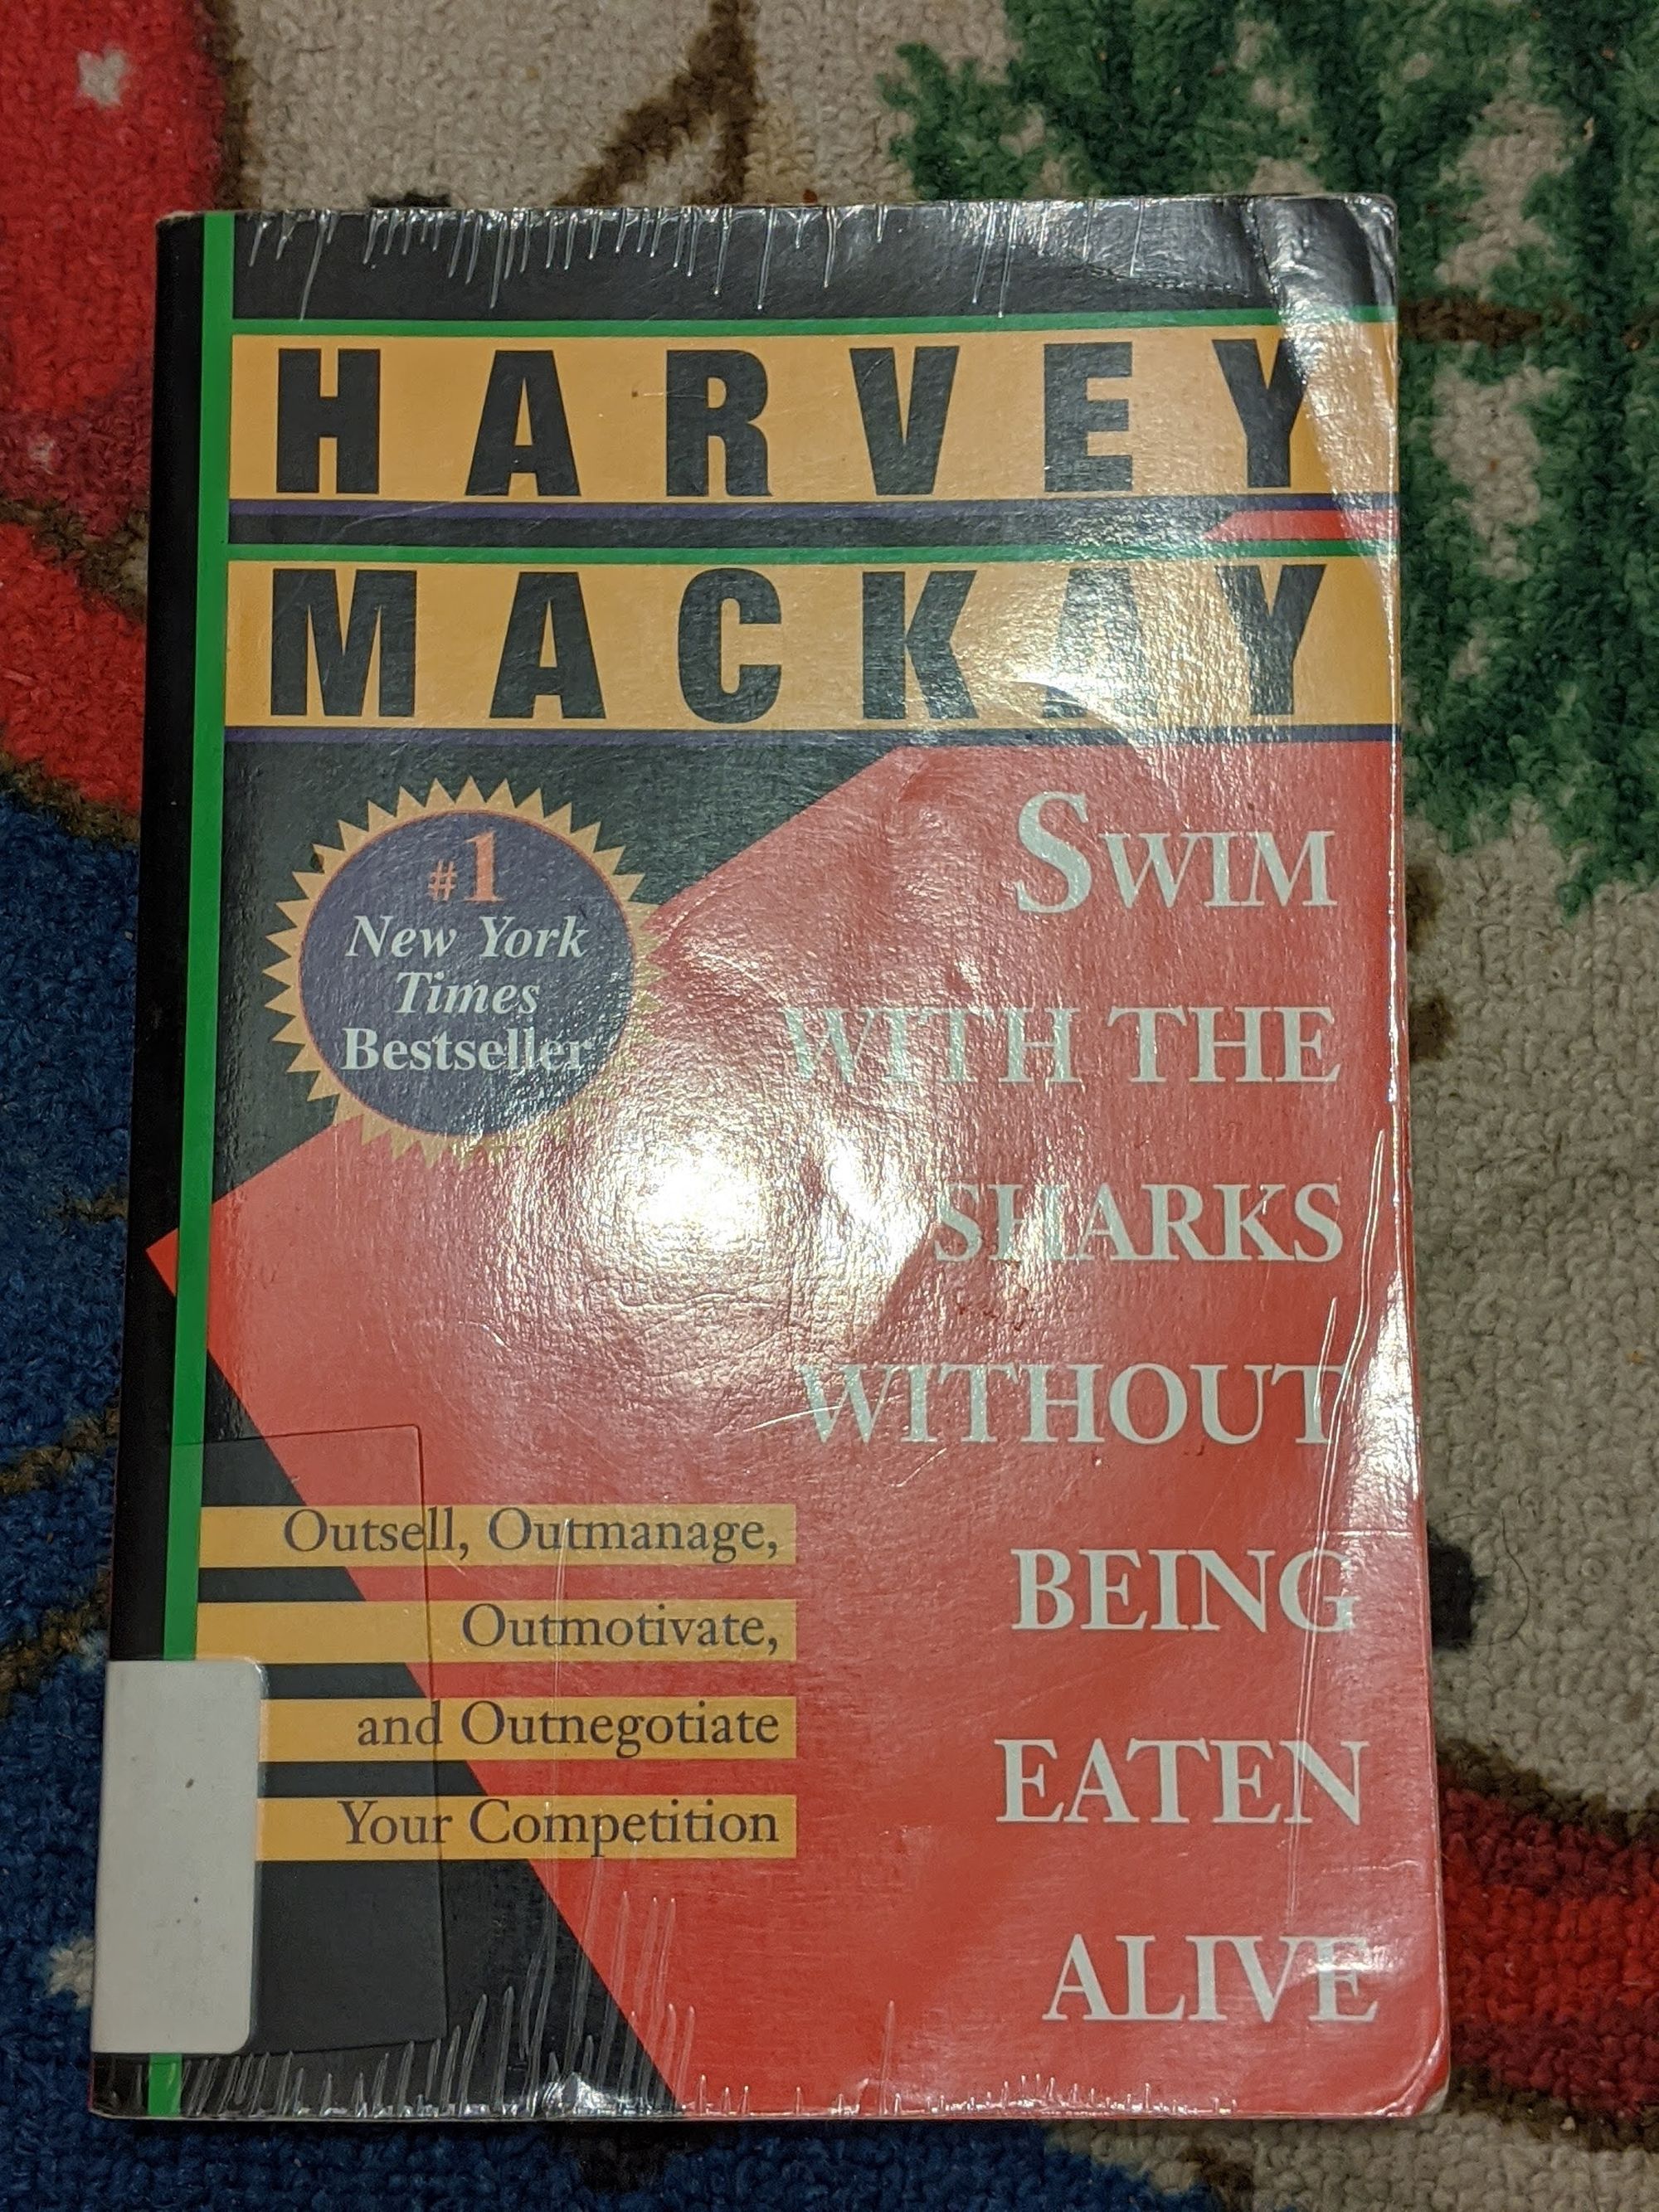 HARVEY
MACKAY
#1
New York
Times
Bestseller
SWIM
WITH THE
SHARKS
WITHOUT
BEING
EATEN
ALIVE
Outsell, Outmanage,
Outmotivate,
and Outnegotiate
Your Competition